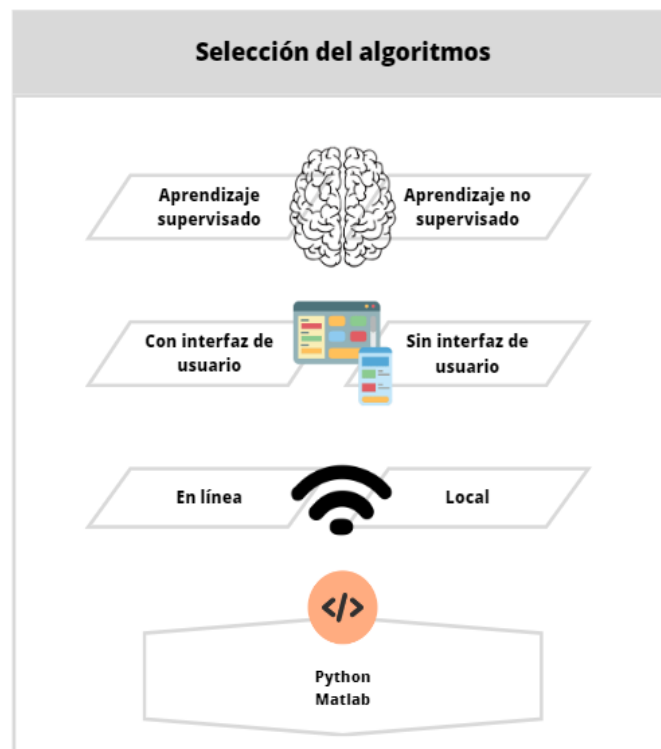 Selección del algoritmos
Aprendizaje
supervisado
Aprendizaje no
supervisado
Con interfaz de
usuario
Sin interfaz de
usuario
En línea
Local
</>
Python
Matlab